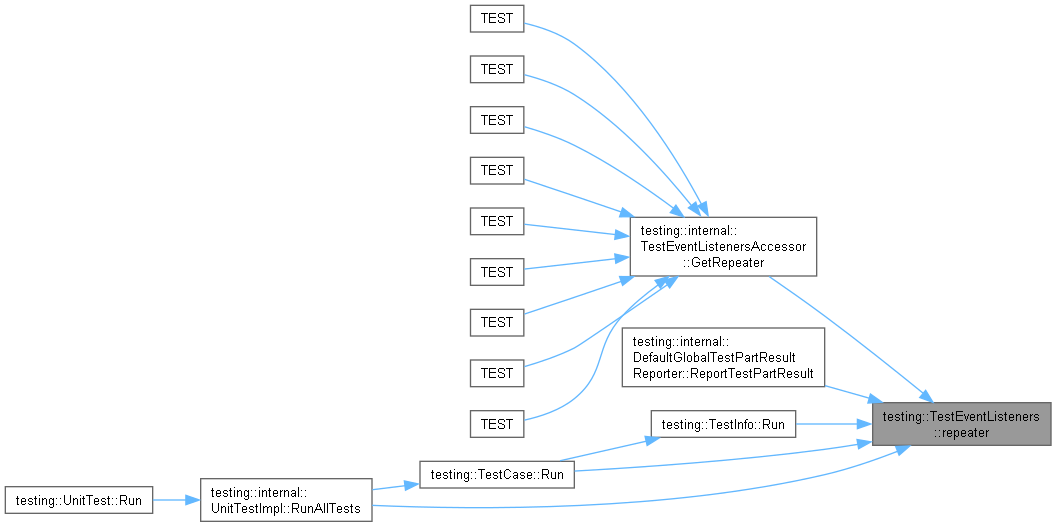 TEST
TEST
TEST
TEST
TEST
TEST
TEST
TEST
TEST
testing::internal::
TestEventListenersAccessor
::GetRepeater
testing::internal::
DefaultGlobalTestPartResult
Reporter::ReportTestPartResult
testing::TestEventListeners
::repeater
testing::TestInfo::Run
testing::TestCase::Run
testing::internal::
UnitTestImpl::RunAllTests
testing::UnitTest::Run